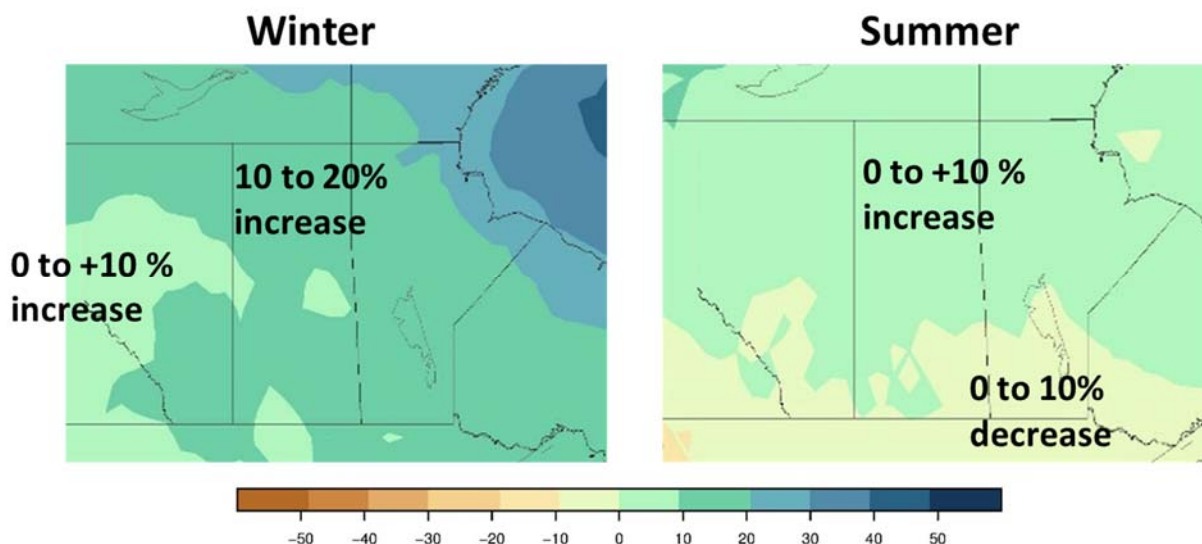 Winter
Summer
10 to 20%
increase
0 to +10 %
increase
0 to +10 %
increase
0 to 10%
decrease
−50 −40 −30 −20 −10 0 10 20 30 40 50